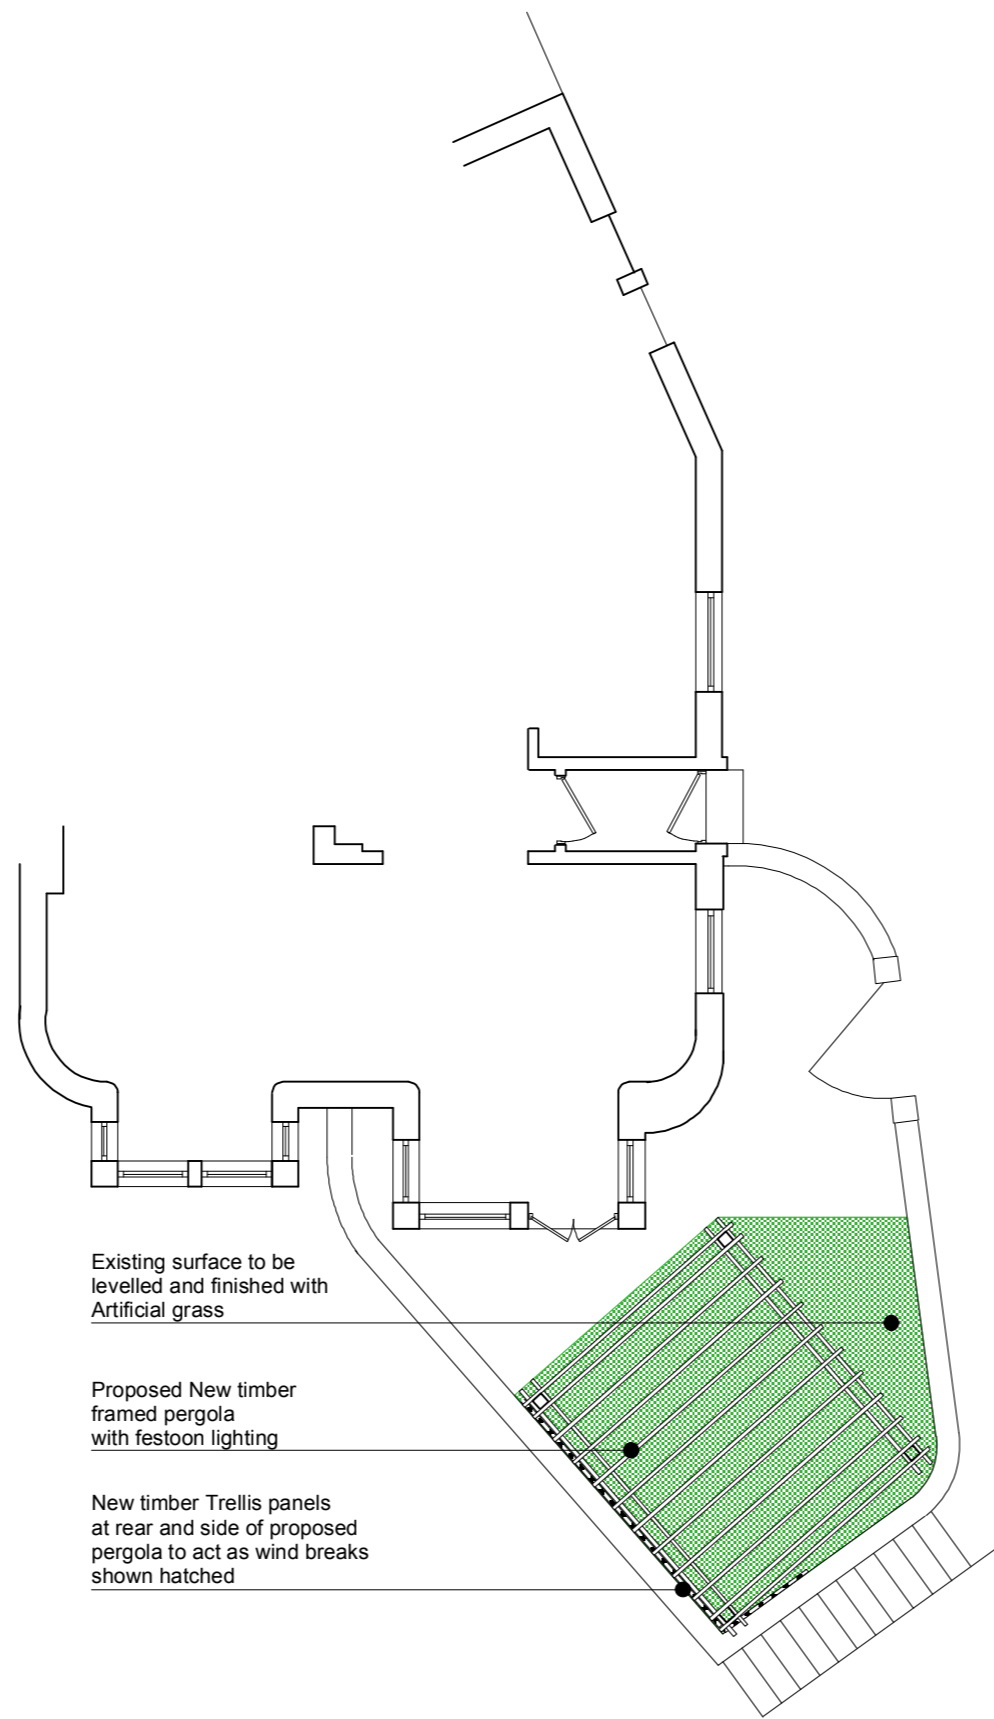 Existing surface to be
levelled and finished with
Artificial grass
Proposed New timber
framed pergola
with festoon lighting
New timber Trellis panels
at rear and side of proposed
pergola to act as wind breaks
shown hatched